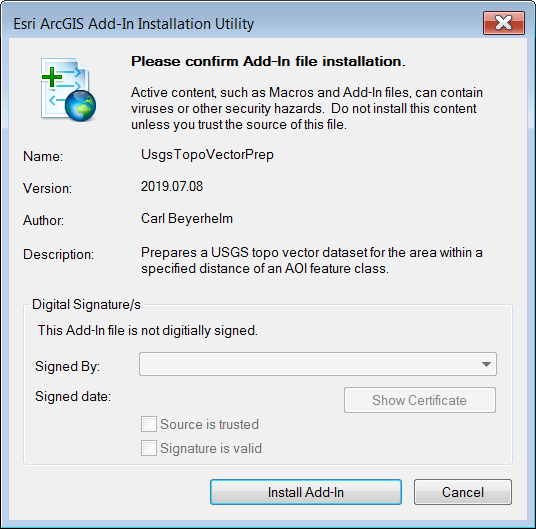 Esri ArcGIS Add-In Installation Utility
Please confirm Add-In file installation.
Active content, such as Macros and Add-In files, can contain
viruses or other security hazards. Do not install this content
unless you trust the source of this file.
Name: UsgsTopoVectorPrep
Version: 2019.07.08
Author: Carl Beyerhelm
Description: Prepares a USGS topo vector dataset for the area within a
specified distance of an AOI feature class.
Digital Signature/s
This Add-In file is not digitially signed.
Signed By:
Signed date:
Show Certificate
Source is trusted
Signature is valid
Install Add-In
Cancel